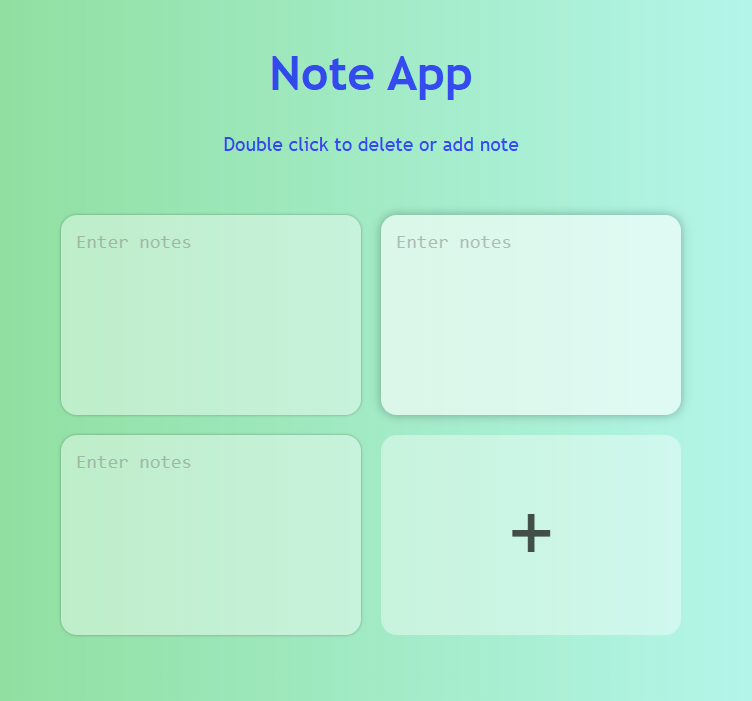 Note App
Double click to delete or add note
Enter notes
Enter notes
Enter notes
+